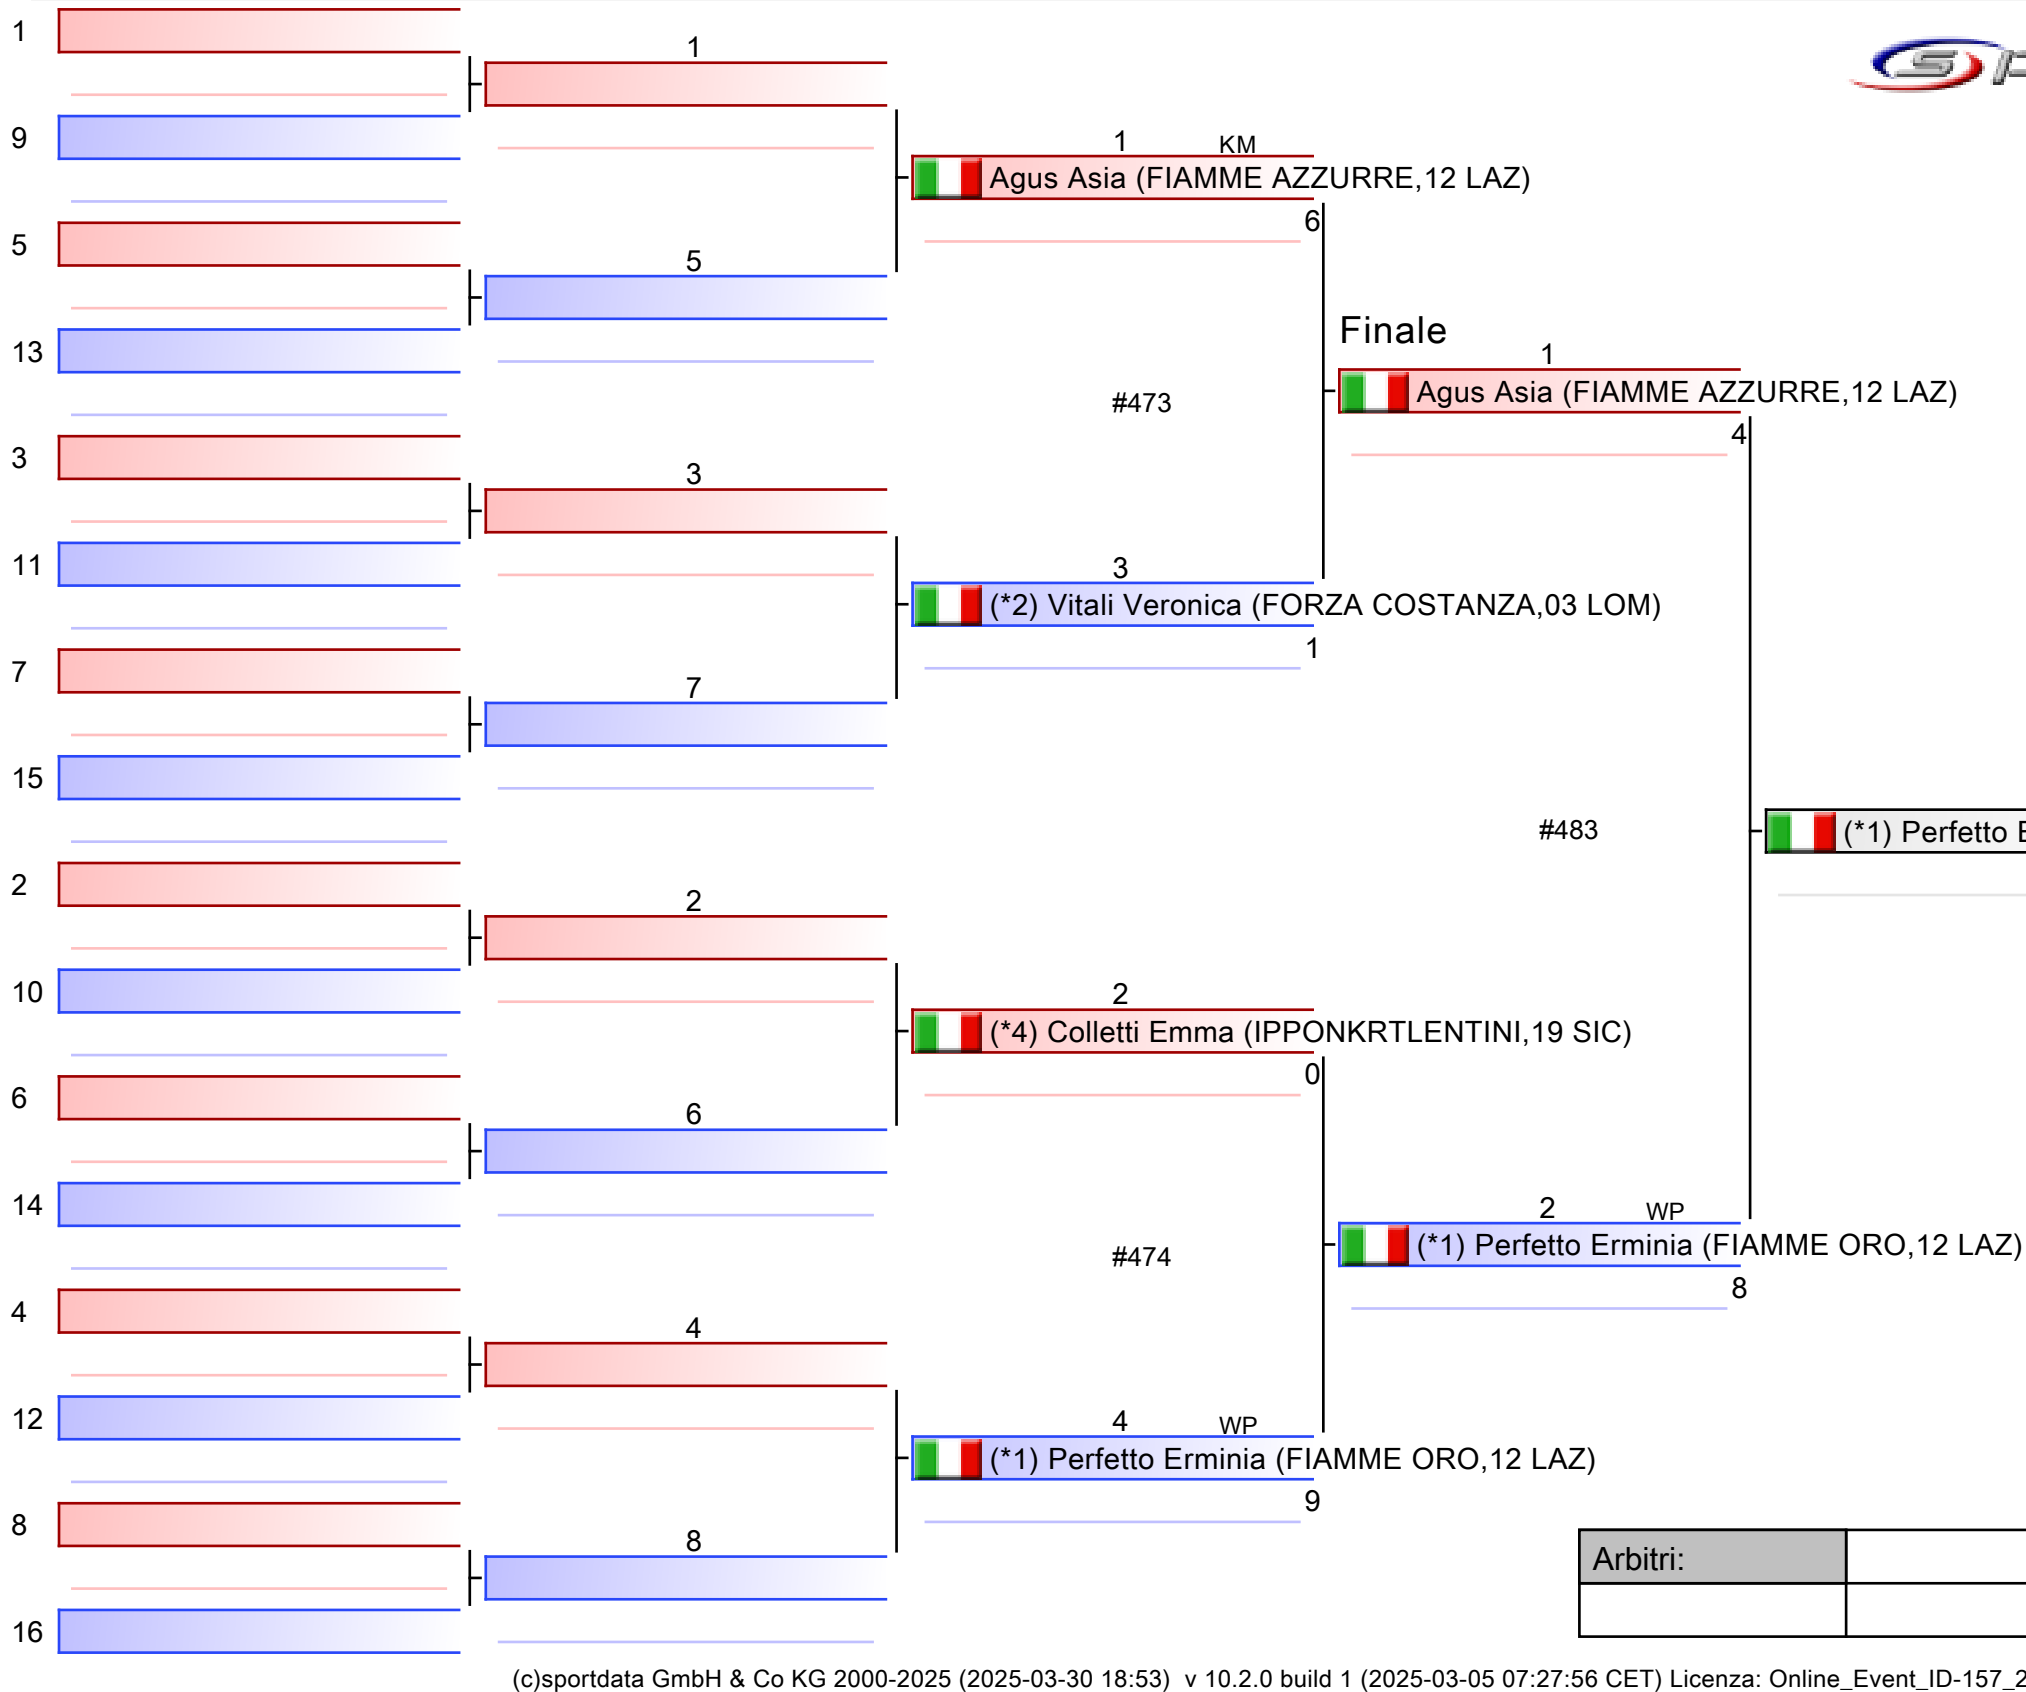 1
9
5
13
3
11
7
15
2
10
6
14
4
12
8
16
1
5
3
7
2
6
4
8
1 KM
Agus Asia (FIAMME AZZURRE,12 LAZ)
6
#473
3
(*2) Vitali Veronica (FORZA COSTANZA,03 LOM)
1
2
(*4) Colletti Emma (IPPONKRTLENTINI,19 SIC)
0
#474
4 WP
(*1) Perfetto Erminia (FIAMME ORO,12 LAZ)
9
Finale
1
Agus Asia (FIAMME AZZURRE,12 LAZ)
4
#483
2 WP
(*1) Perfetto Erminia (FIAMME ORO,12 LAZ)
8
(*1) Perfetto E
Arbitri:
(c)sportdata GmbH & Co KG 2000-2025 (2025-03-30 18:53) v 10.2.0 build 1 (2025-03-05 07:27:56 CET) Licenza: Online_Event_ID-157_2